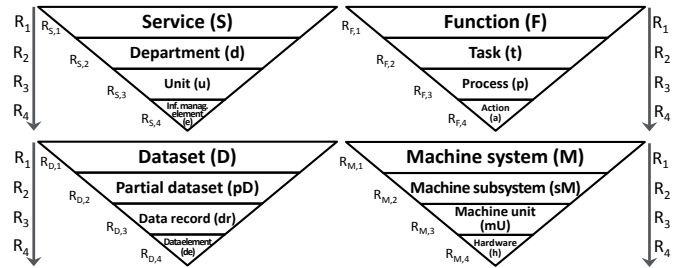 R1 RS,1 Service (S)
R2 RS,2 Department (d)
R3 RS,3 Unit (u)
R4 RS,4 Inf. manag.
element
(e)
RF,1 Function (F) R1
RF,2 Task (t) R2
RF,3 Process (p) R3
RF,4 Action R4
(a)
R1 RD,1 Dataset (D)
R2 RD,2 Partial dataset (pD)
R3 RD,3 Data record (dr)
R4 RD,4 Dataelement
(de)
RM,1 Machine system (M) R1
RM,2 Machine subsystem (sM) R2
RM,3 Machine unit R3
(mU)
RM,4 Hardware R4
(h)